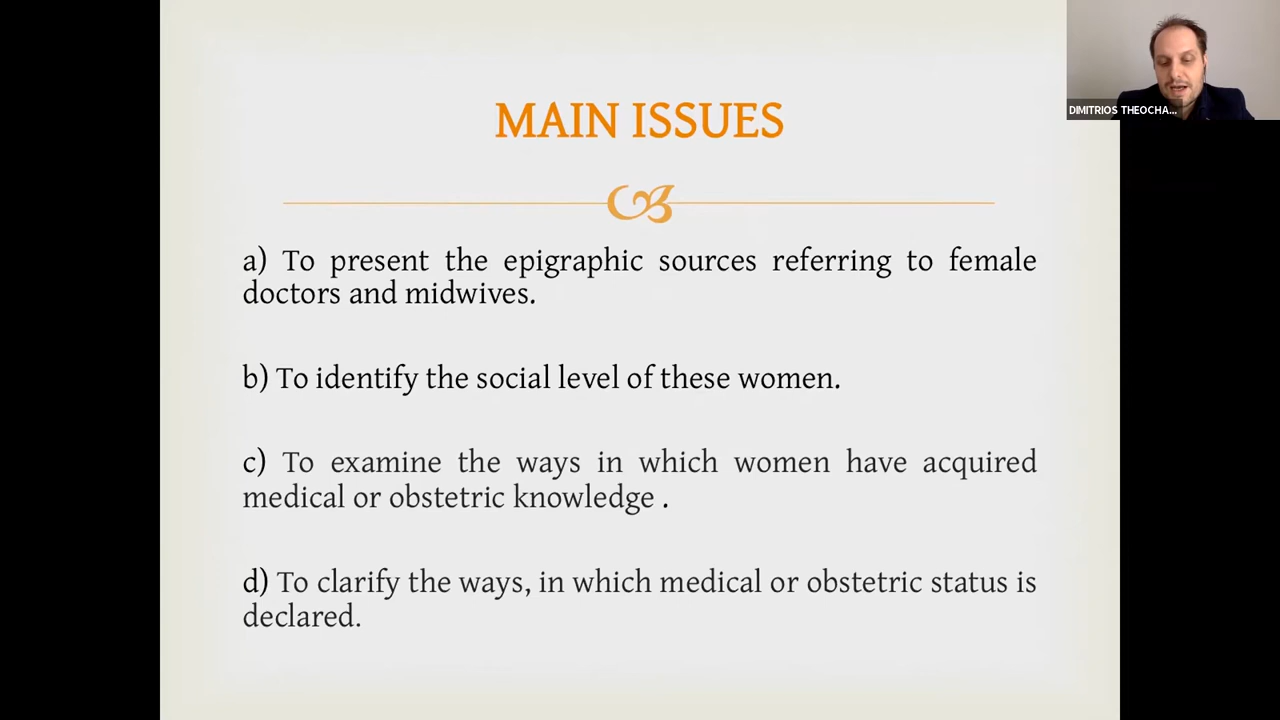 DIMITRIOS THEOCHA...
MAIN ISSUES
a) To present the epigraphic sources referring to female
doctors and midwives.
b) To identify the social level of these women.
c) To examine the ways in which women have acquired
medical or obstetric knowledge .
d) To clarify the ways, in which medical or obstetric status is
declared.